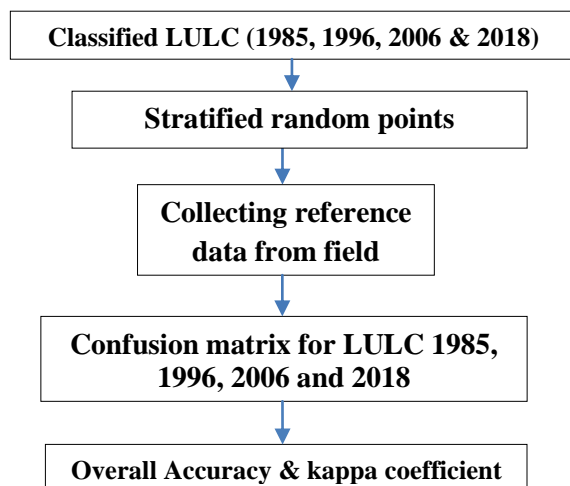 Classified LULC (1985, 1996, 2006 & 2018)
Stratified random points
Collecting reference
data from field
Confusion matrix for LULC 1985,
1996, 2006 and 2018
Overall Accuracy & kappa coefficient